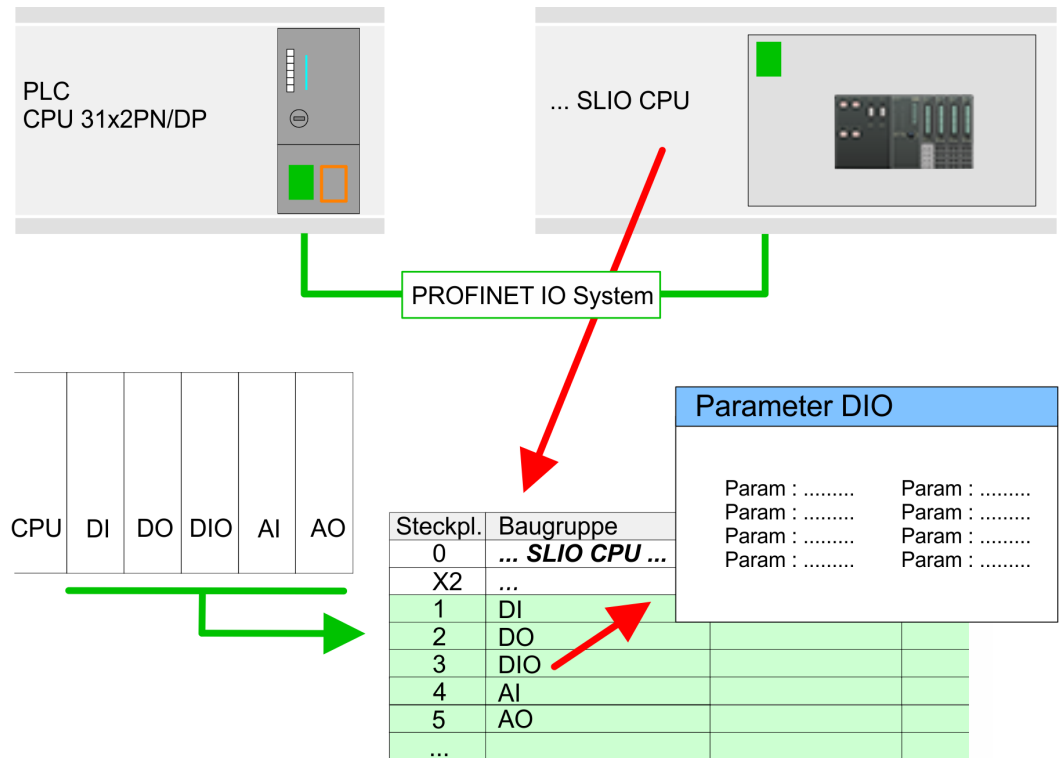 PLC
CPU 31x2PN/DP
... SLIO CPU
PROFINET IO System
CPU DI DO DIO AI AO
Parameter DIO
Param : ......... Param : .........
Param : ......... Param : .........
Param : ......... Param : .........
Param : ......... Param : .........
Steckpl. Baugruppe
0 ... SLIO CPU ...
X2 ...
1 DI
2 DO
3 DIO
4 AI
5 AO
...